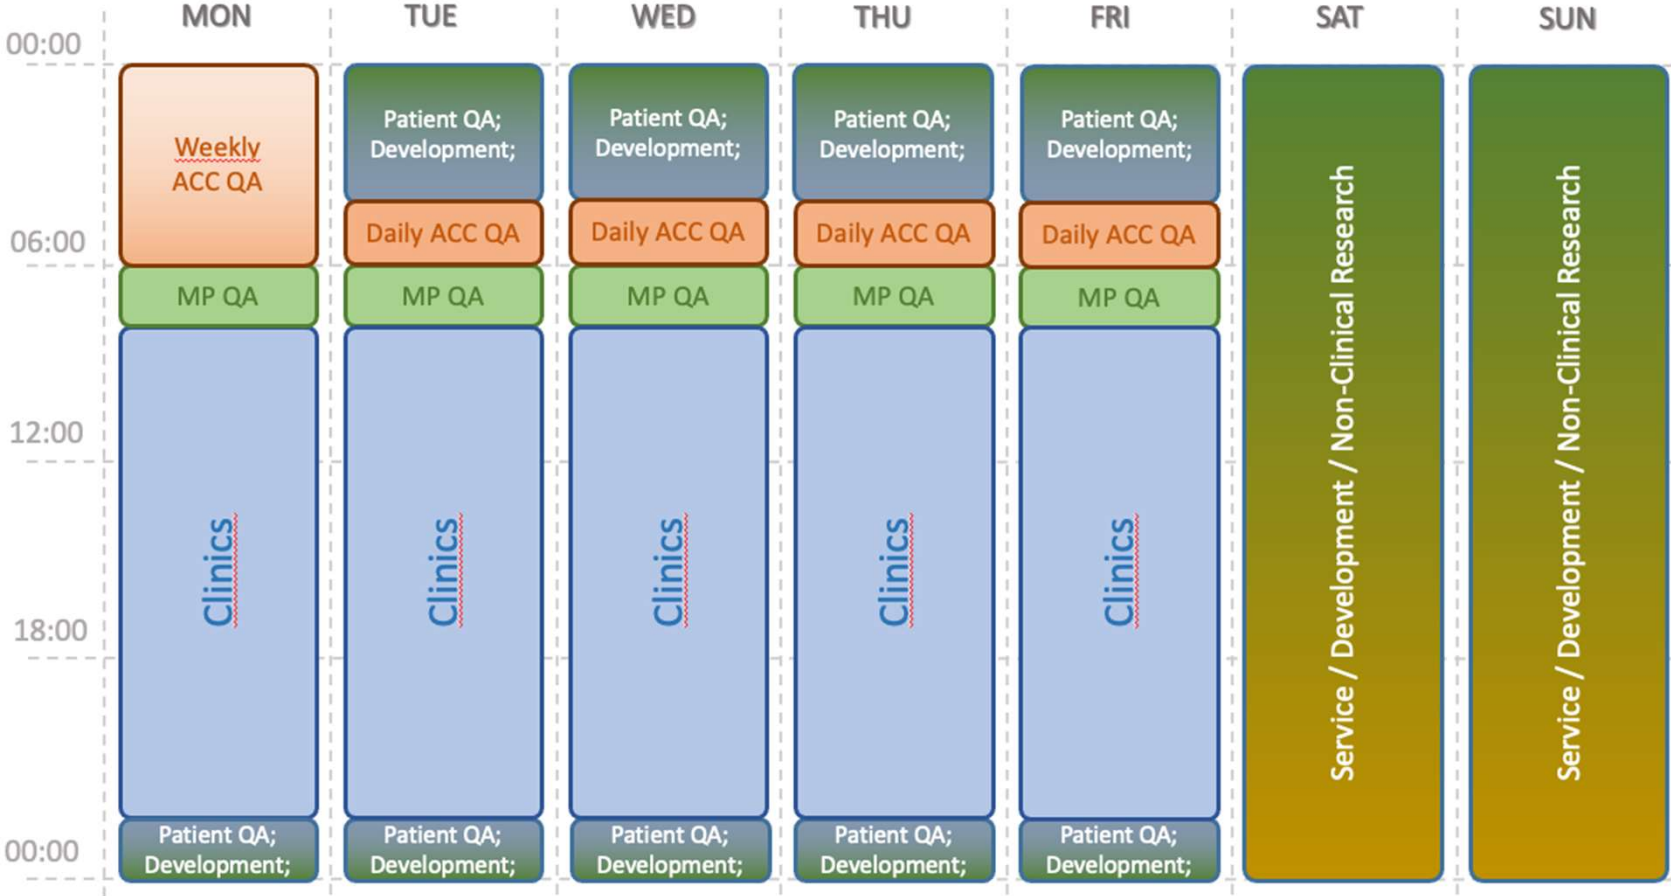 MON TUE WED THU FRI SAT SUN
00:00
Weekly
ACC QA
Patient QA;
Development;
Patient QA;
Development;
Patient QA;
Development;
Patient QA;
Development;
Daily ACC QA
Daily ACC QA
Daily ACC QA
Daily ACC QA
06:00
MP QA
MP QA
MP QA
MP QA
MP QA
12:00
Clinics
Clinics
Clinics
Clinics
Clinics
Service / Development / Non-Clinical Research
Service / Development / Non-Clinical Research
18:00
Patient QA;
Development;
Patient QA;
Development;
Patient QA;
Development;
Patient QA;
Development;
Patient QA;
Development;
00:00